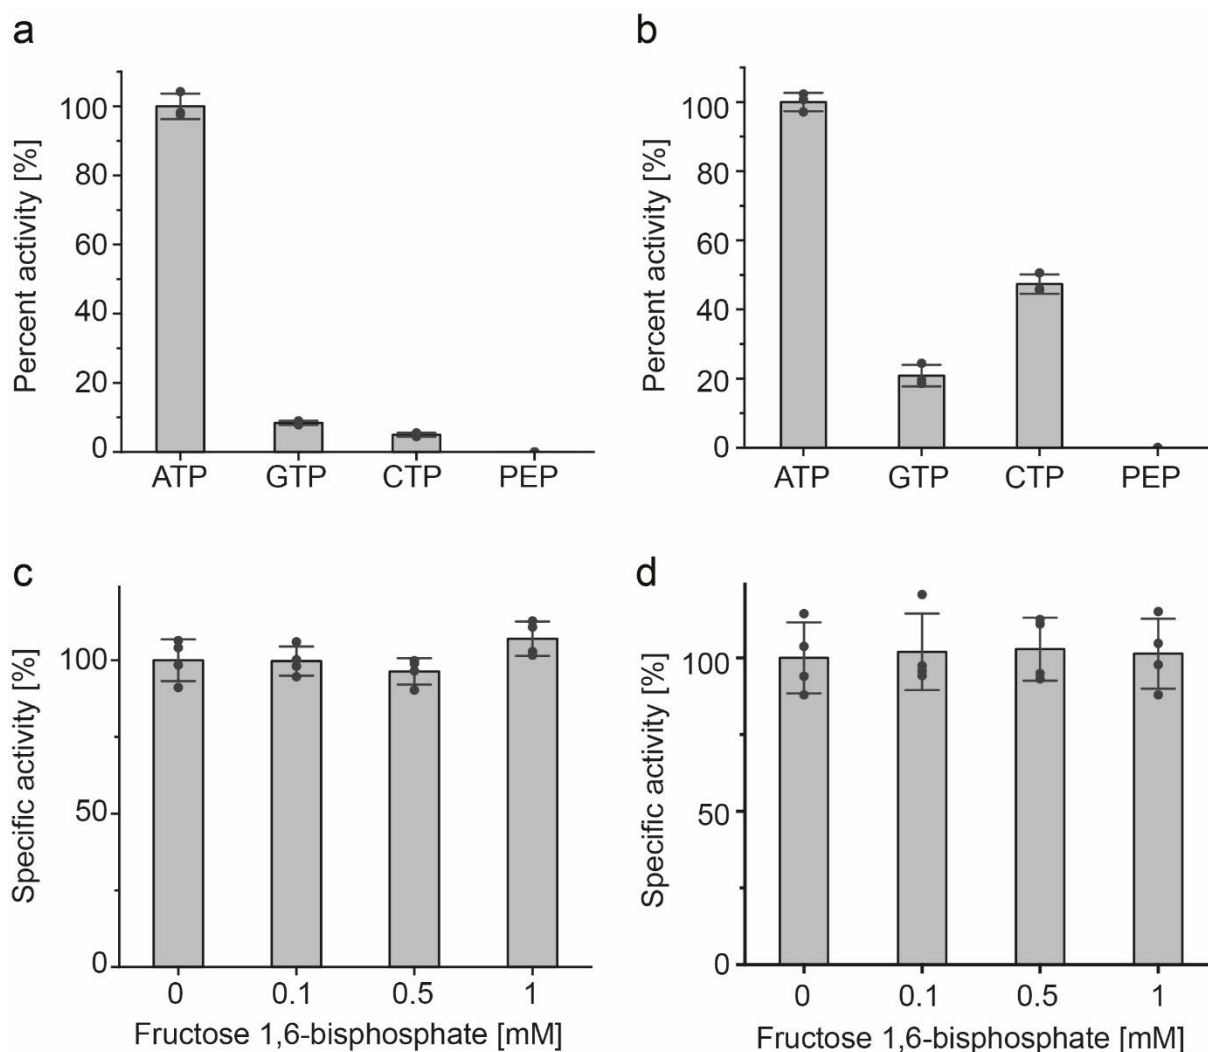 a
Percent activity [%]
100
80
60
40
20
0
ATP GTP CTP PEP
b
Percent activity [%]
100
80
60
40
20
0
ATP GTP CTP PEP
c
Specific activity [%]
100
50
0
0 0.1 0.5 1
Fructose 1,6-bisphosphate [mM]
d
Specific activity [%]
100
50
0
0 0.1 0.5 1
Fructose 1,6-bisphosphate [mM]